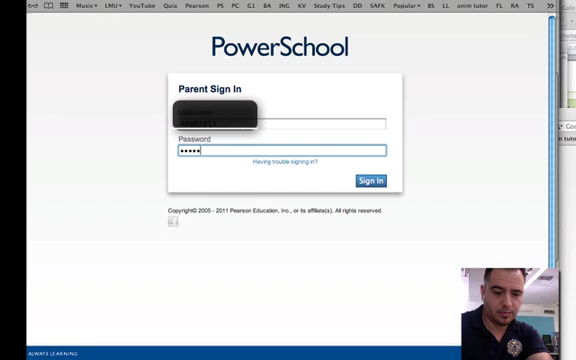 Music▾ LMU▾ YouTube Quia Pearson PS PC G1 BA ING KV Study Tips DD SAFK Popular▾ BS LL anim tutor FL RA TS
PowerSchool
Parent Sign In
Password
•••••
Having trouble signing in?
Sign In
Copyright© 2005 - 2011 Pearson Education, Inc., or its affiliate(s). All rights reserved.
ALWAYS LEARNING